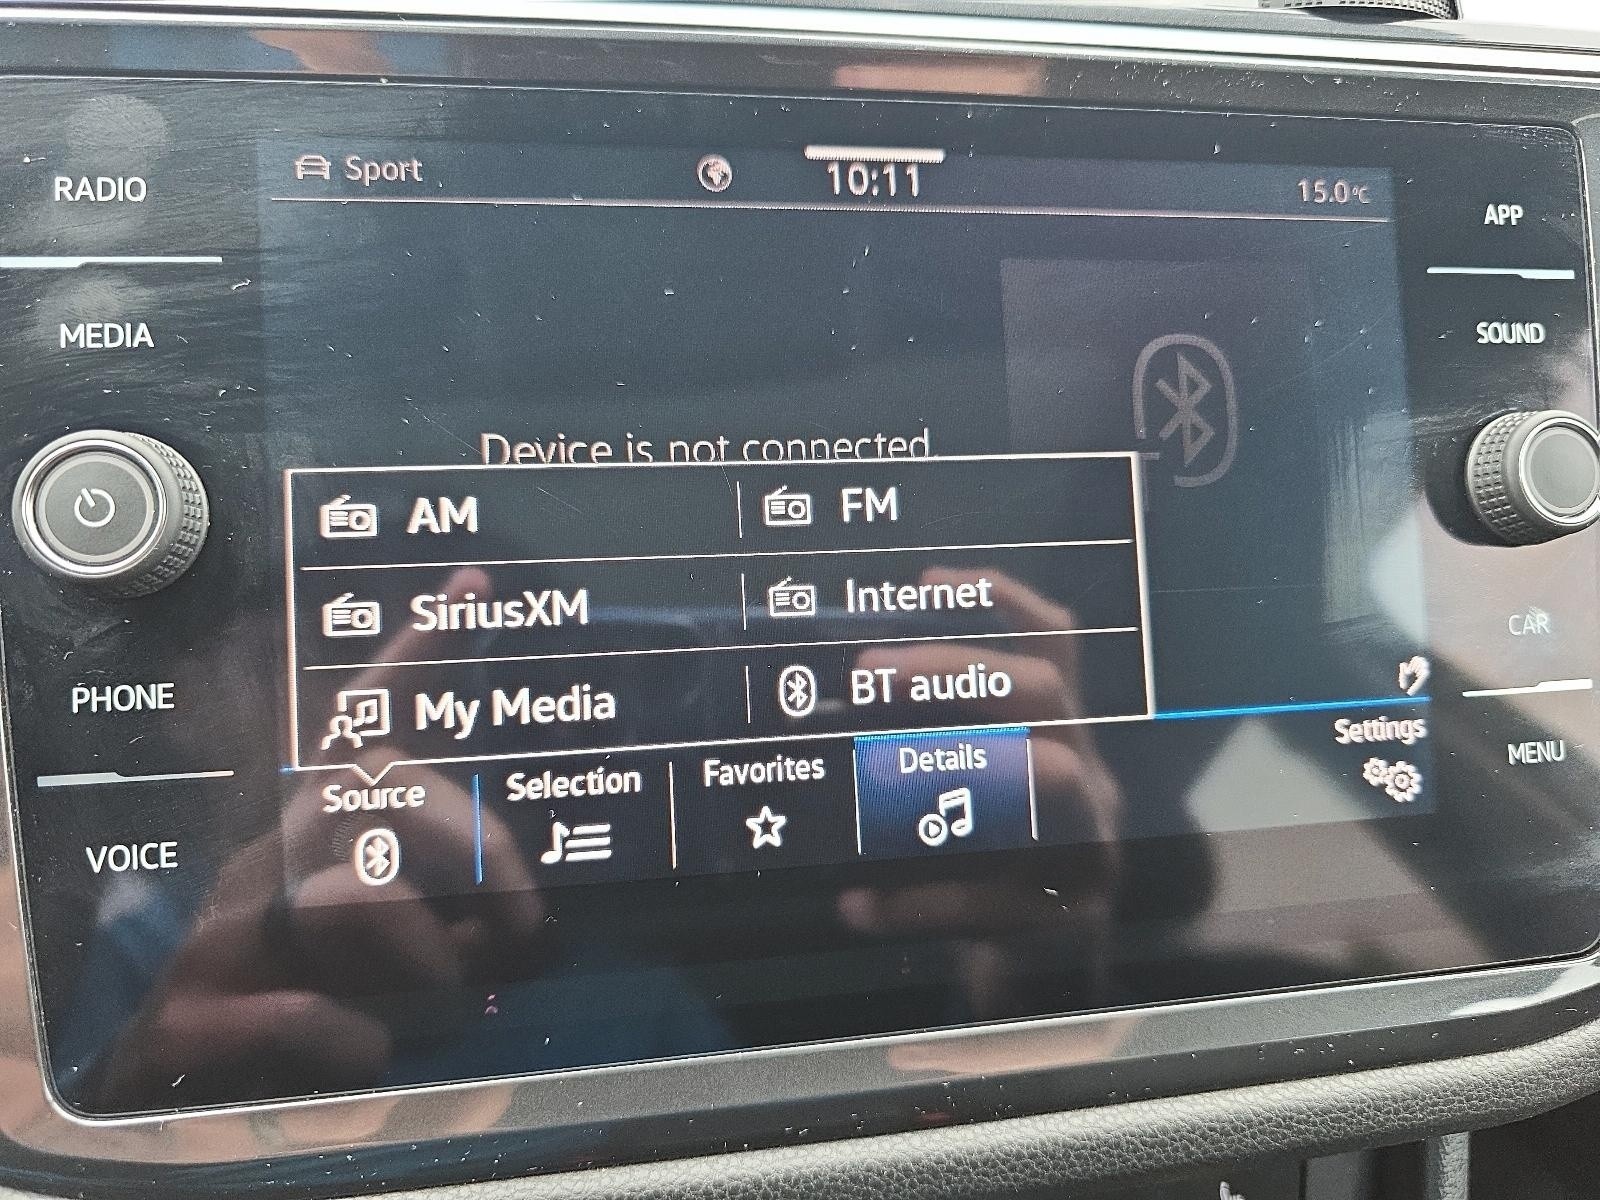 Sport
10:11
15.0°C
RADIO
MEDIA
PHONE
VOICE
Device is not connected.
AM
FM
SiriusXM
Internet
My Media
BT audio
Source
Selection
Favorites
Details
Settings
APP
SOUND
CAR
MENU